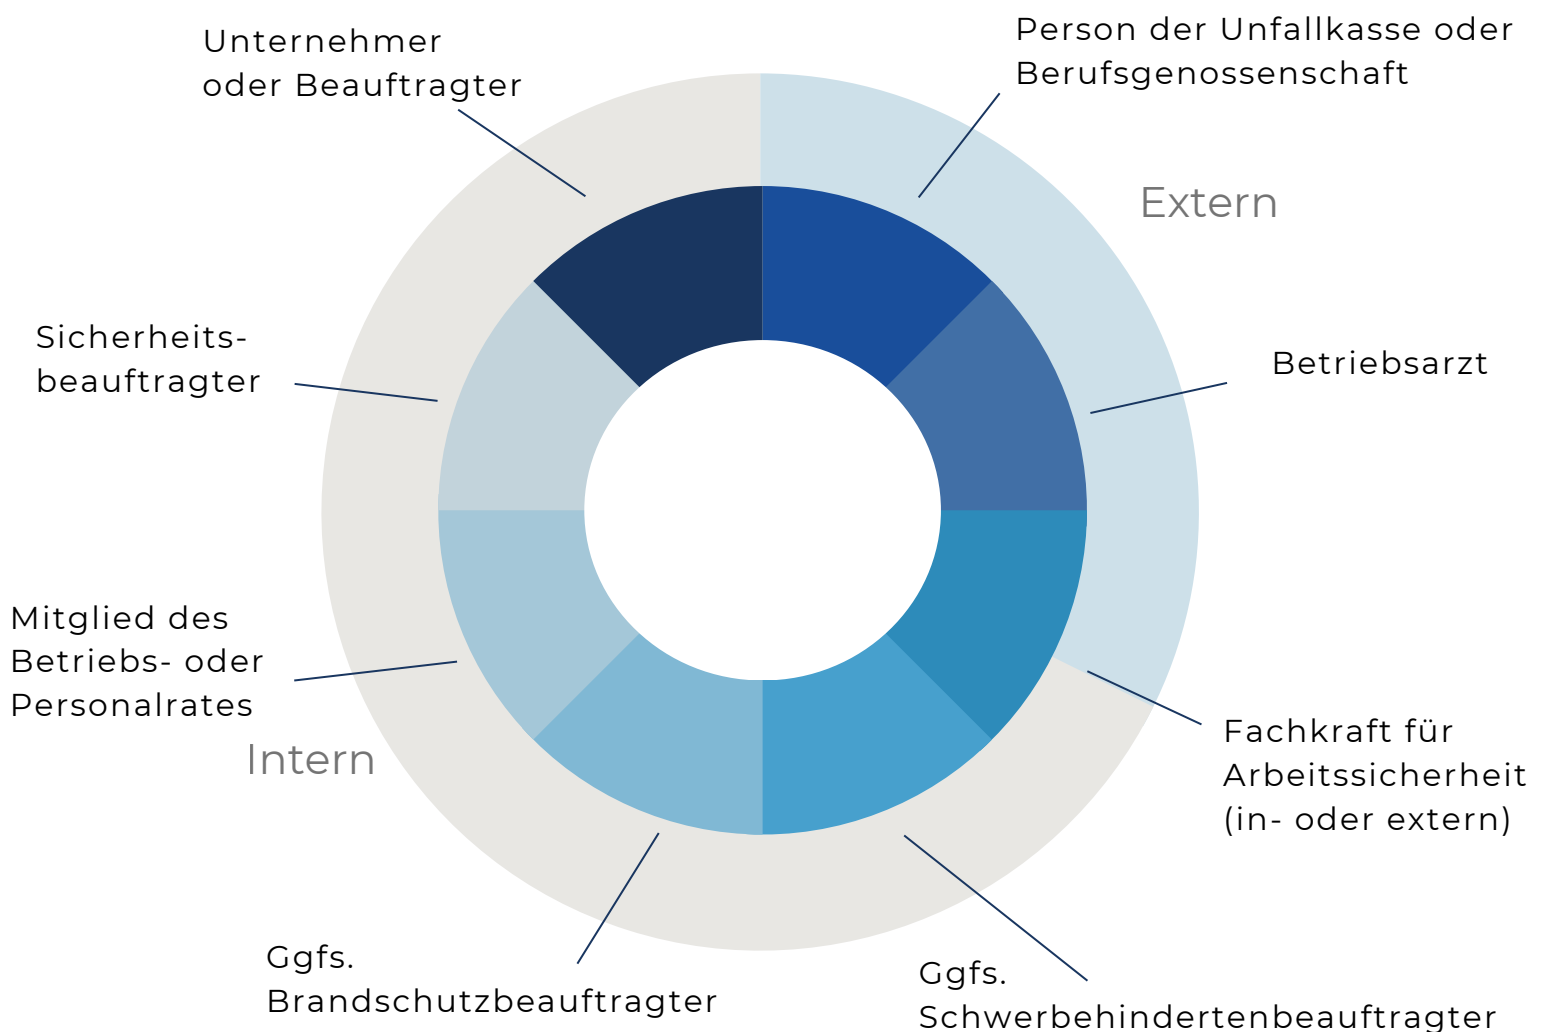 Unternehmer
oder Beauftragter
Person der Unfallkasse oder
Berufsgenossenschaft
Extern
Sicherheits-
beauftragter
Betriebsarzt
Mitglied des
Betriebs- oder
Personalrates
Intern
Fachkraft für
Arbeitssicherheit
(in- oder extern)
Ggfs.
Brandschutzbeauftragter
Ggfs.
Schwerbehindertenbeauftragter